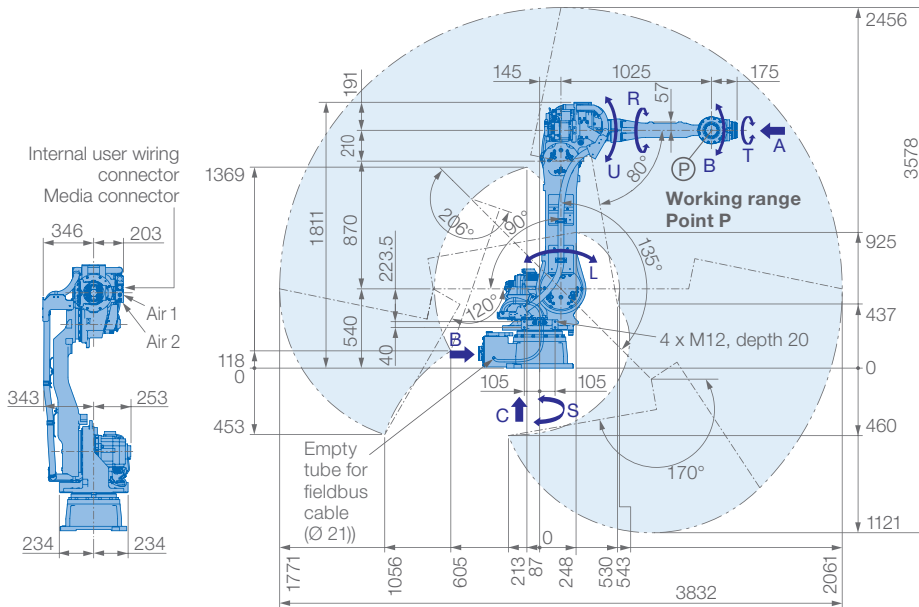 2456
145
1025
175
191
57
R
A
T
U
B
P
210
80°
Working range
Point P
3578
Internal user wiring
connector
Media connector
1369
1811
870
206°
90°
135°
925
346
203
223.5
L
Air 1
Air 2
120°
540
40
437
4 x M12, depth 20
B
118
0
0
343
253
105
105
C
S
453
460
Empty
tube for
fieldbus
cable
(Ø 21))
170°
234
234
1121
0
1771
1056
605
213
87
248
530
543
2061
3832